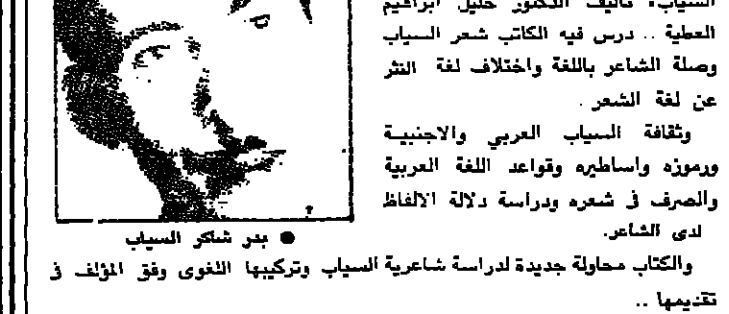 السياب، تأليف الدكتور خليل ابراهيم
العطية .. درس فيه الكاتب شعر السياب
وصلة الشاعر باللغة واختلاف لغة النثر
عن لغة الشعر .
وثقافة السياب العربي والاجنبية
ورموزه واساطيره وقواعد اللغة العربية
والصرف في شعره ودراسة دلالة الالفاظ
لدى الشاعر.
● بدر شاكر السياب
والكتاب محاولة جديدة لدراسة شاعرية السياب وتركيبها اللغوى وفق المؤلف في
تقديمها ..